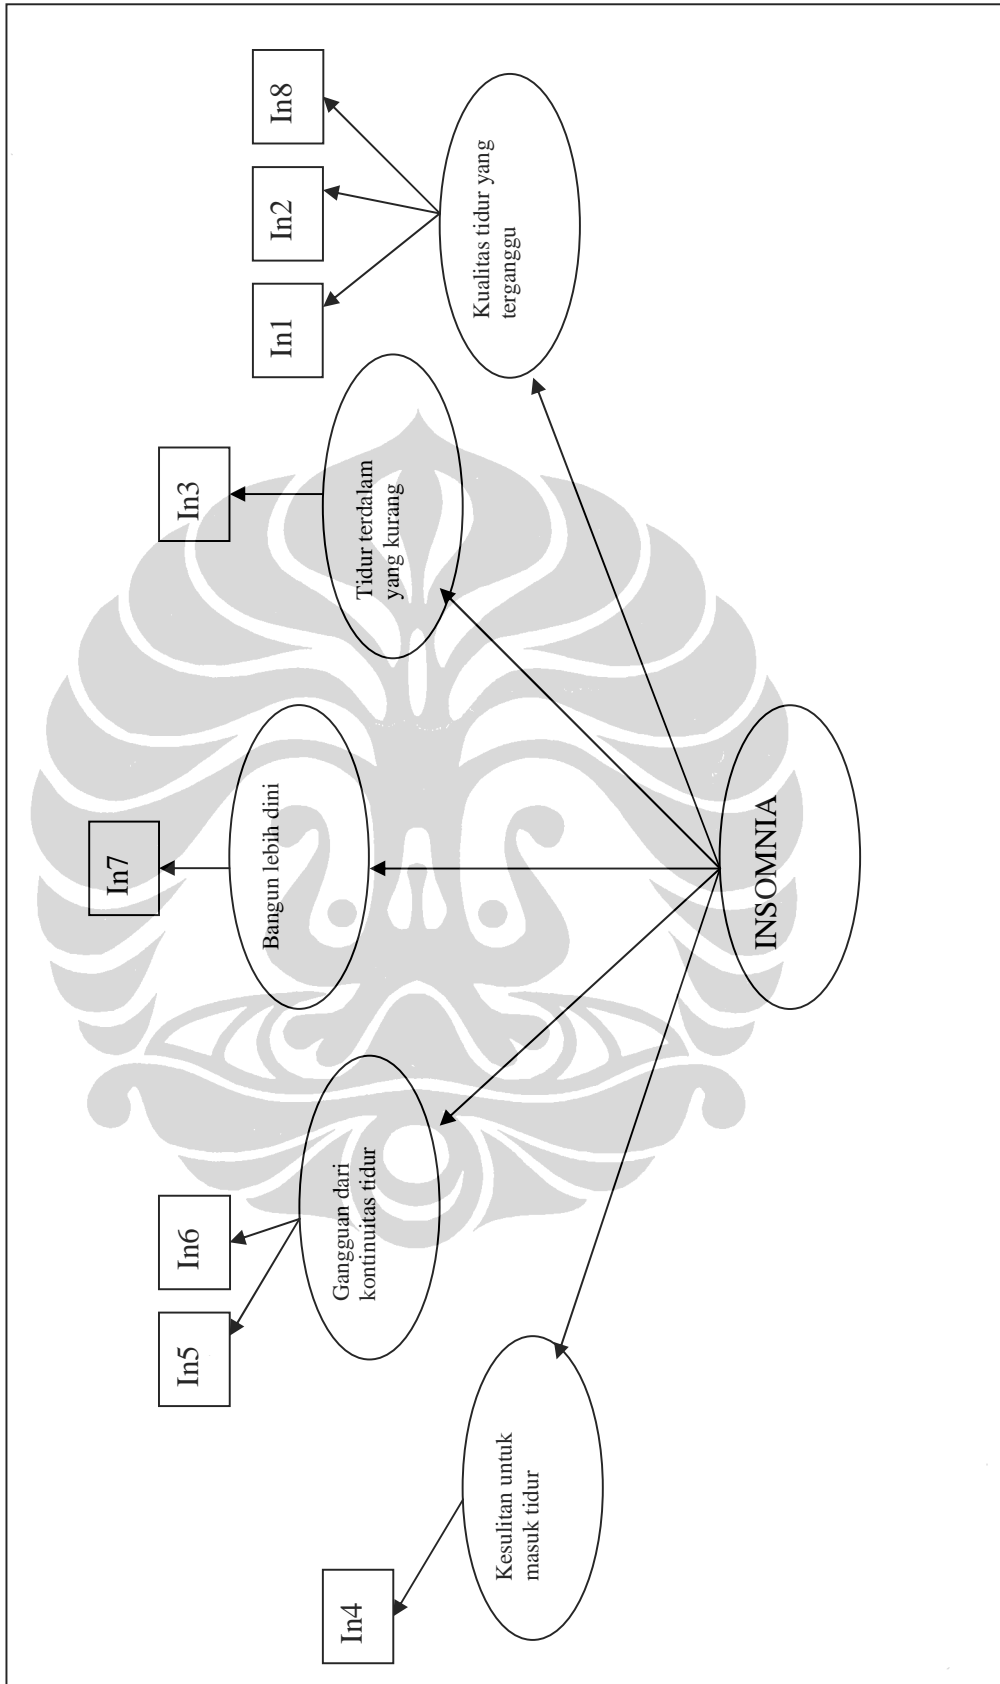 In4
In5
In6
In7
In3
In1
In2
In8
Kesulitan untuk
masuk tidur
Gangguan dari
kontinuitas tidur
Bangun lebih dini
Tidur terdalam
yang kurang
Kualitas tidur yang
terganggu
INSOMNIA